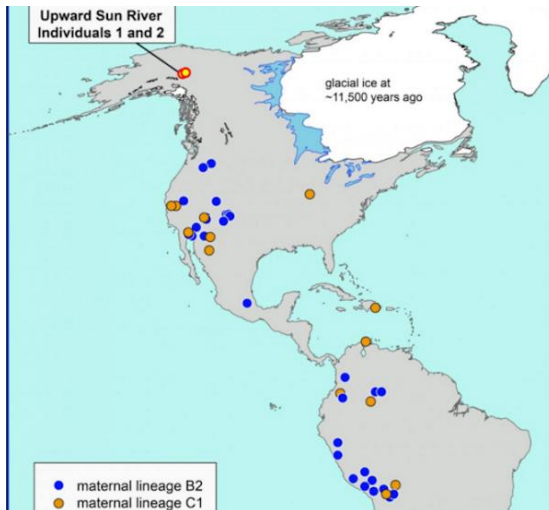 Upward Sun River
Individuals 1 and 2
glacial ice at
~11,500 years ago
maternal lineage B2
maternal lineage C1